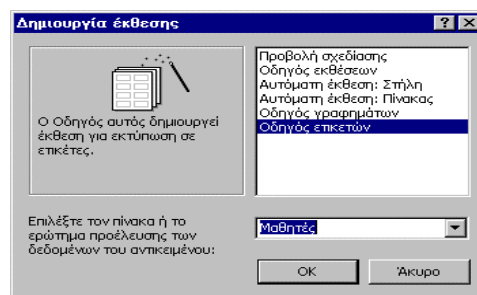 Δημιουργία έκθεσης
Ο Οδηγός αυτός δημιουργεί
έκθεση για εκτύπωση σε
ετικέτες.
Προβολή σχεδίασης
Οδηγός εκθέσεων
Αυτόματη έκθεση: Στήλη
Αυτόματη έκθεση: Πίνακας
Οδηγός γραφημάτων
Οδηγός ετικετών
Επιλέξτε τον πίνακα ή το
ερώτημα προέλευσης των
δεδομένων του αντικειμένου:
Μαθητές
OK
Άκυρο